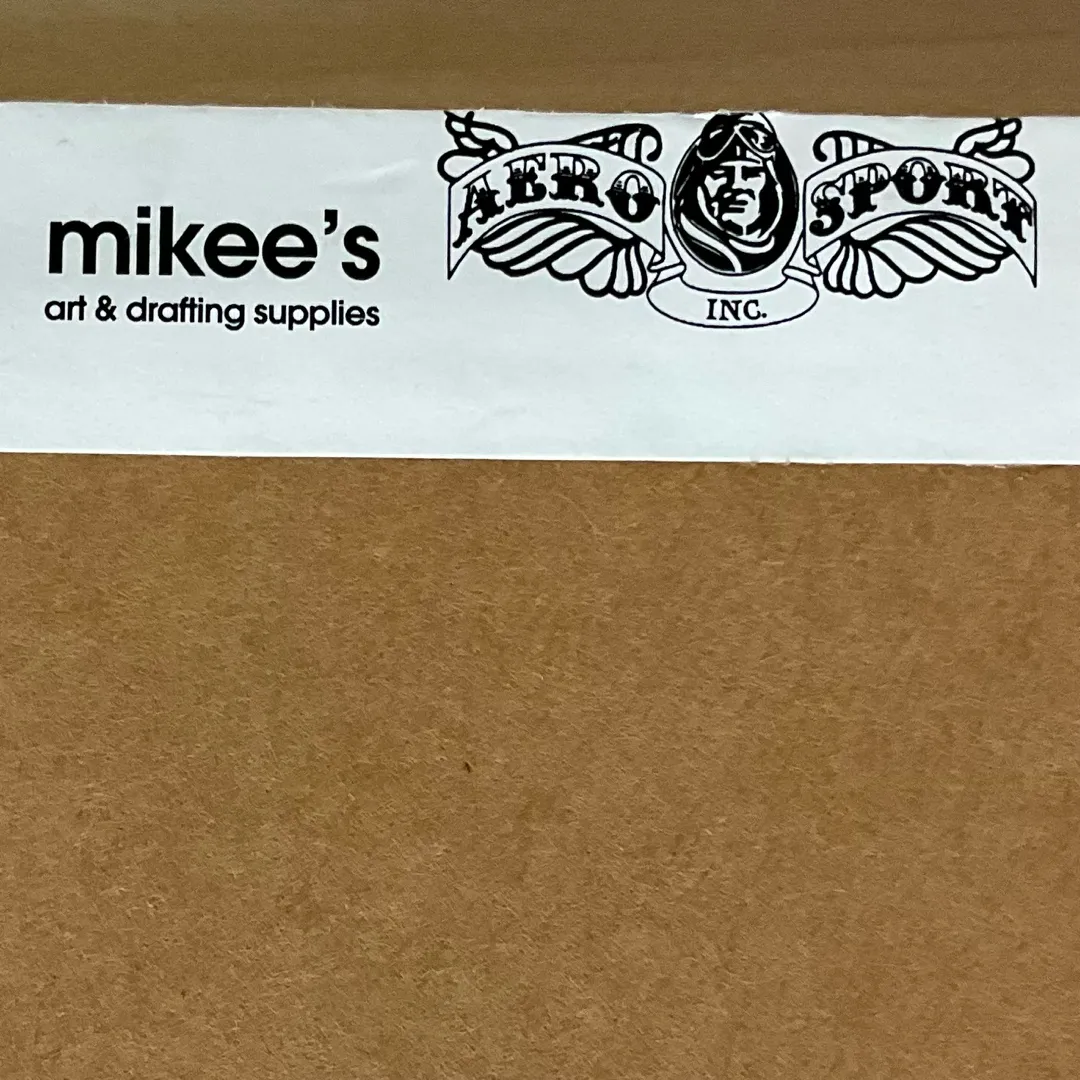 mikee's
art & drafting supplies
AERO SPORT
INC.